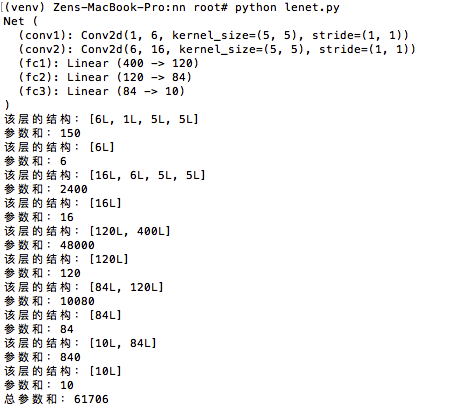 (venv) Zens-MacBook-Pro:nn root# python lenet.py
Net (
  (conv1): Conv2d(1, 6, kernel_size=(5, 5), stride=(1, 1))
  (conv2): Conv2d(6, 16, kernel_size=(5, 5), stride=(1, 1))
  (fc1): Linear (400 -> 120)
  (fc2): Linear (120 -> 84)
  (fc3): Linear (84 -> 10)
)
该层的结构: [6L, 1L, 5L, 5L]
参数和: 150
该层的结构: [6L]
参数和: 6
该层的结构: [16L, 6L, 5L, 5L]
参数和: 2400
该层的结构: [16L]
参数和: 16
该层的结构: [120L, 400L]
参数和: 48000
该层的结构: [120L]
参数和: 120
该层的结构: [84L, 120L]
参数和: 10080
该层的结构: [84L]
参数和: 84
该层的结构: [10L, 84L]
参数和: 840
该层的结构: [10L]
参数和: 10
总参数和: 61706